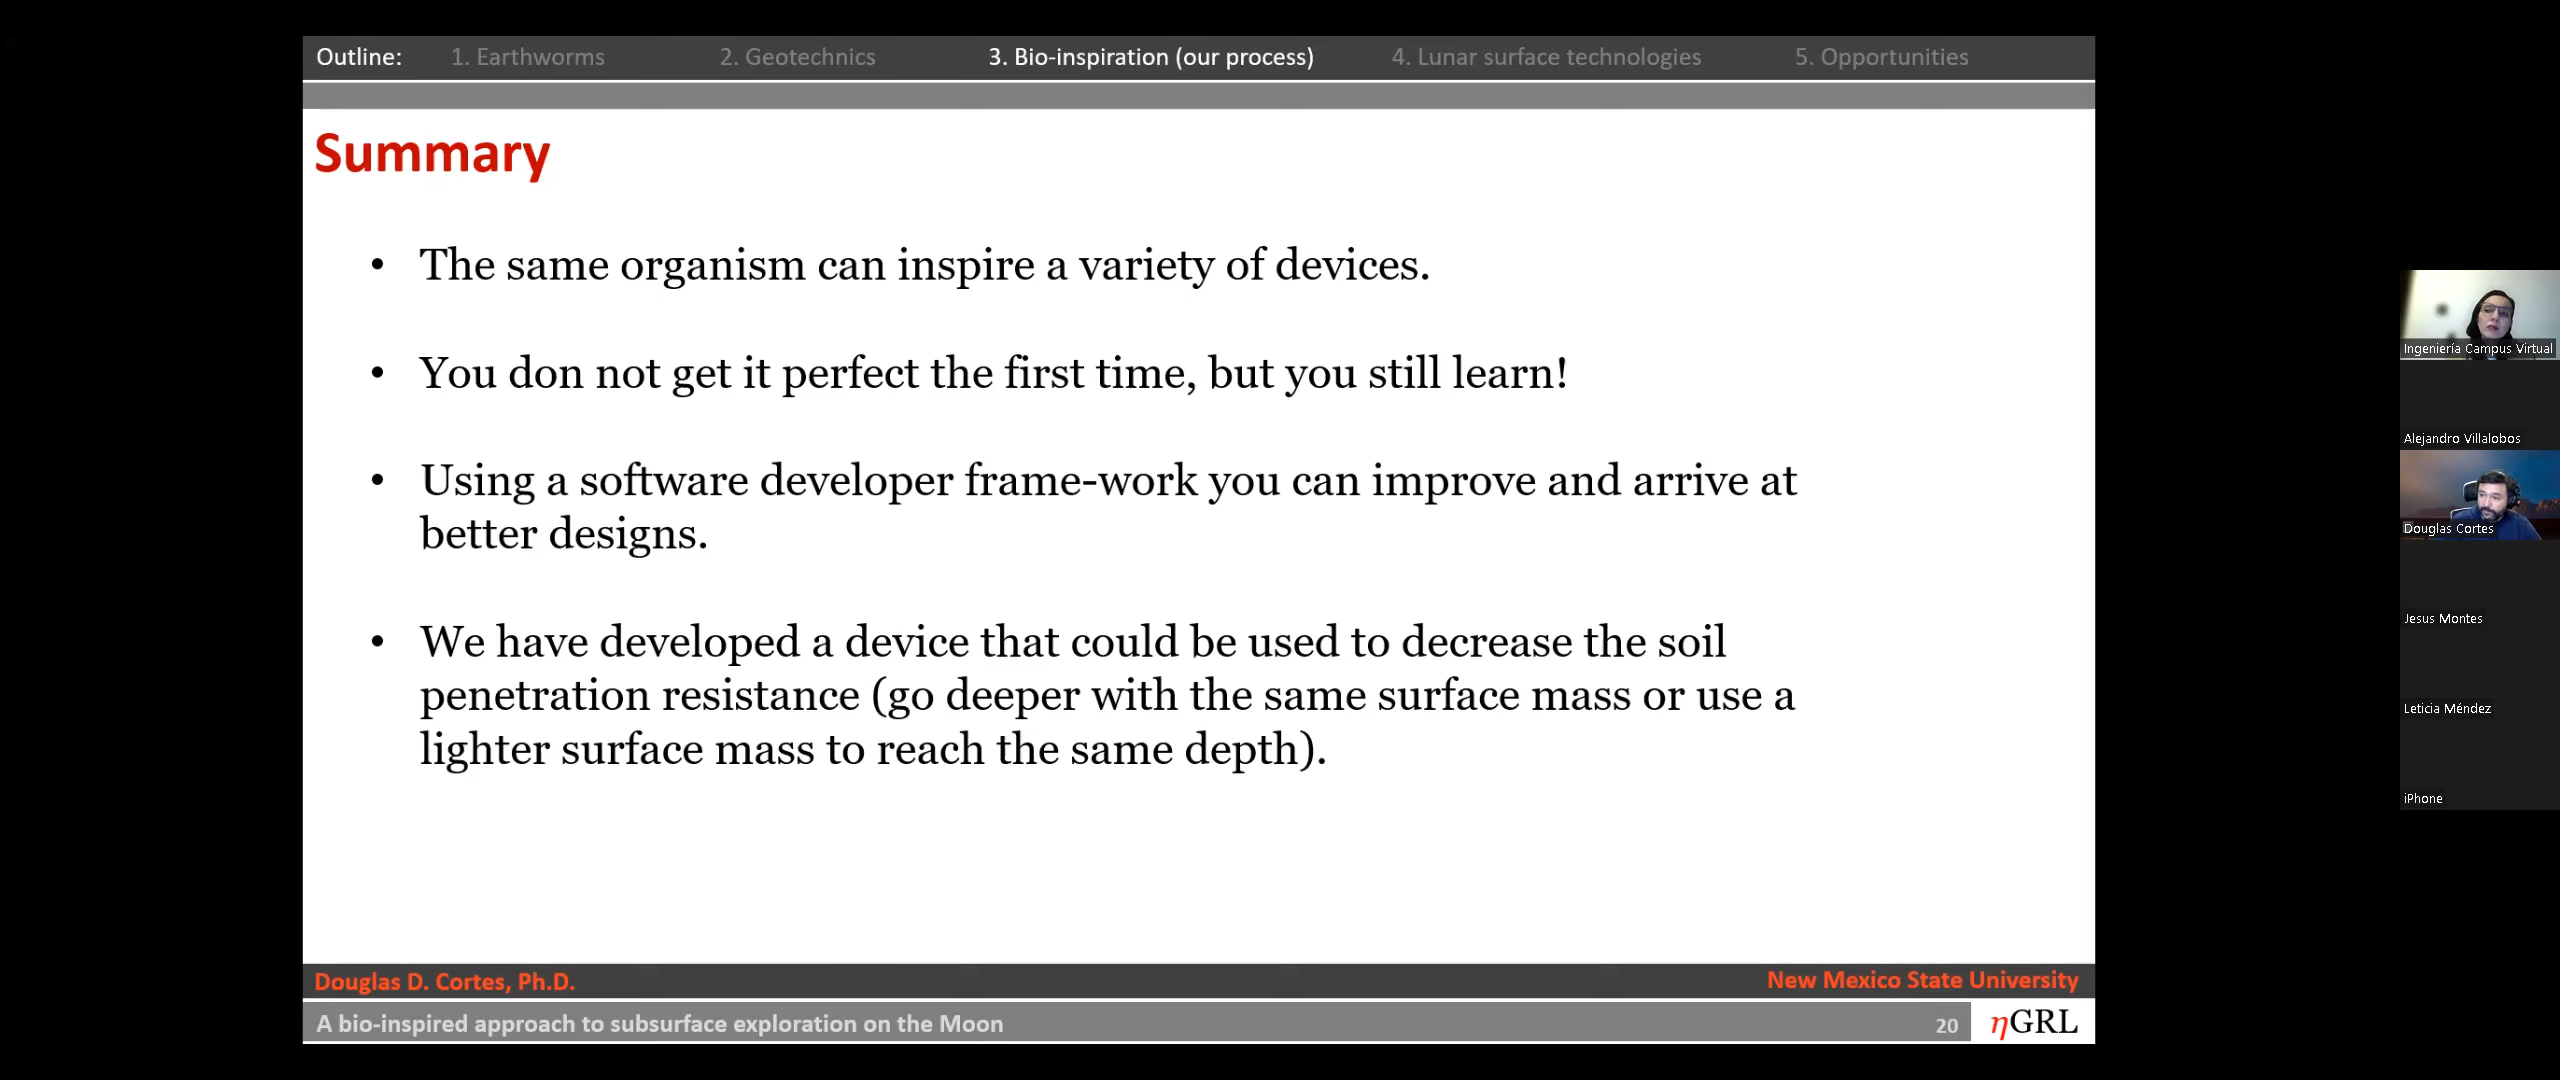 Outline: 1. Earthworms 2. Geotechnics 3. Bio-inspiration (our process) 4. Lunar surface technologies 5. Opportunities
Summary
• The same organism can inspire a variety of devices.
• You don not get it perfect the first time, but you still learn!
• Using a software developer frame-work you can improve and arrive at
better designs.
• We have developed a device that could be used to decrease the soil
penetration resistance (go deeper with the same surface mass or use a
lighter surface mass to reach the same depth).
Douglas D. Cortes, Ph.D. New Mexico State University
A bio-inspired approach to subsurface exploration on the Moon 20 ηGRL
Ingeniería Campus Virtual
Alejandro Villalobos
Douglas Cortes
Jesus Montes
Leticia Méndez
iPhone